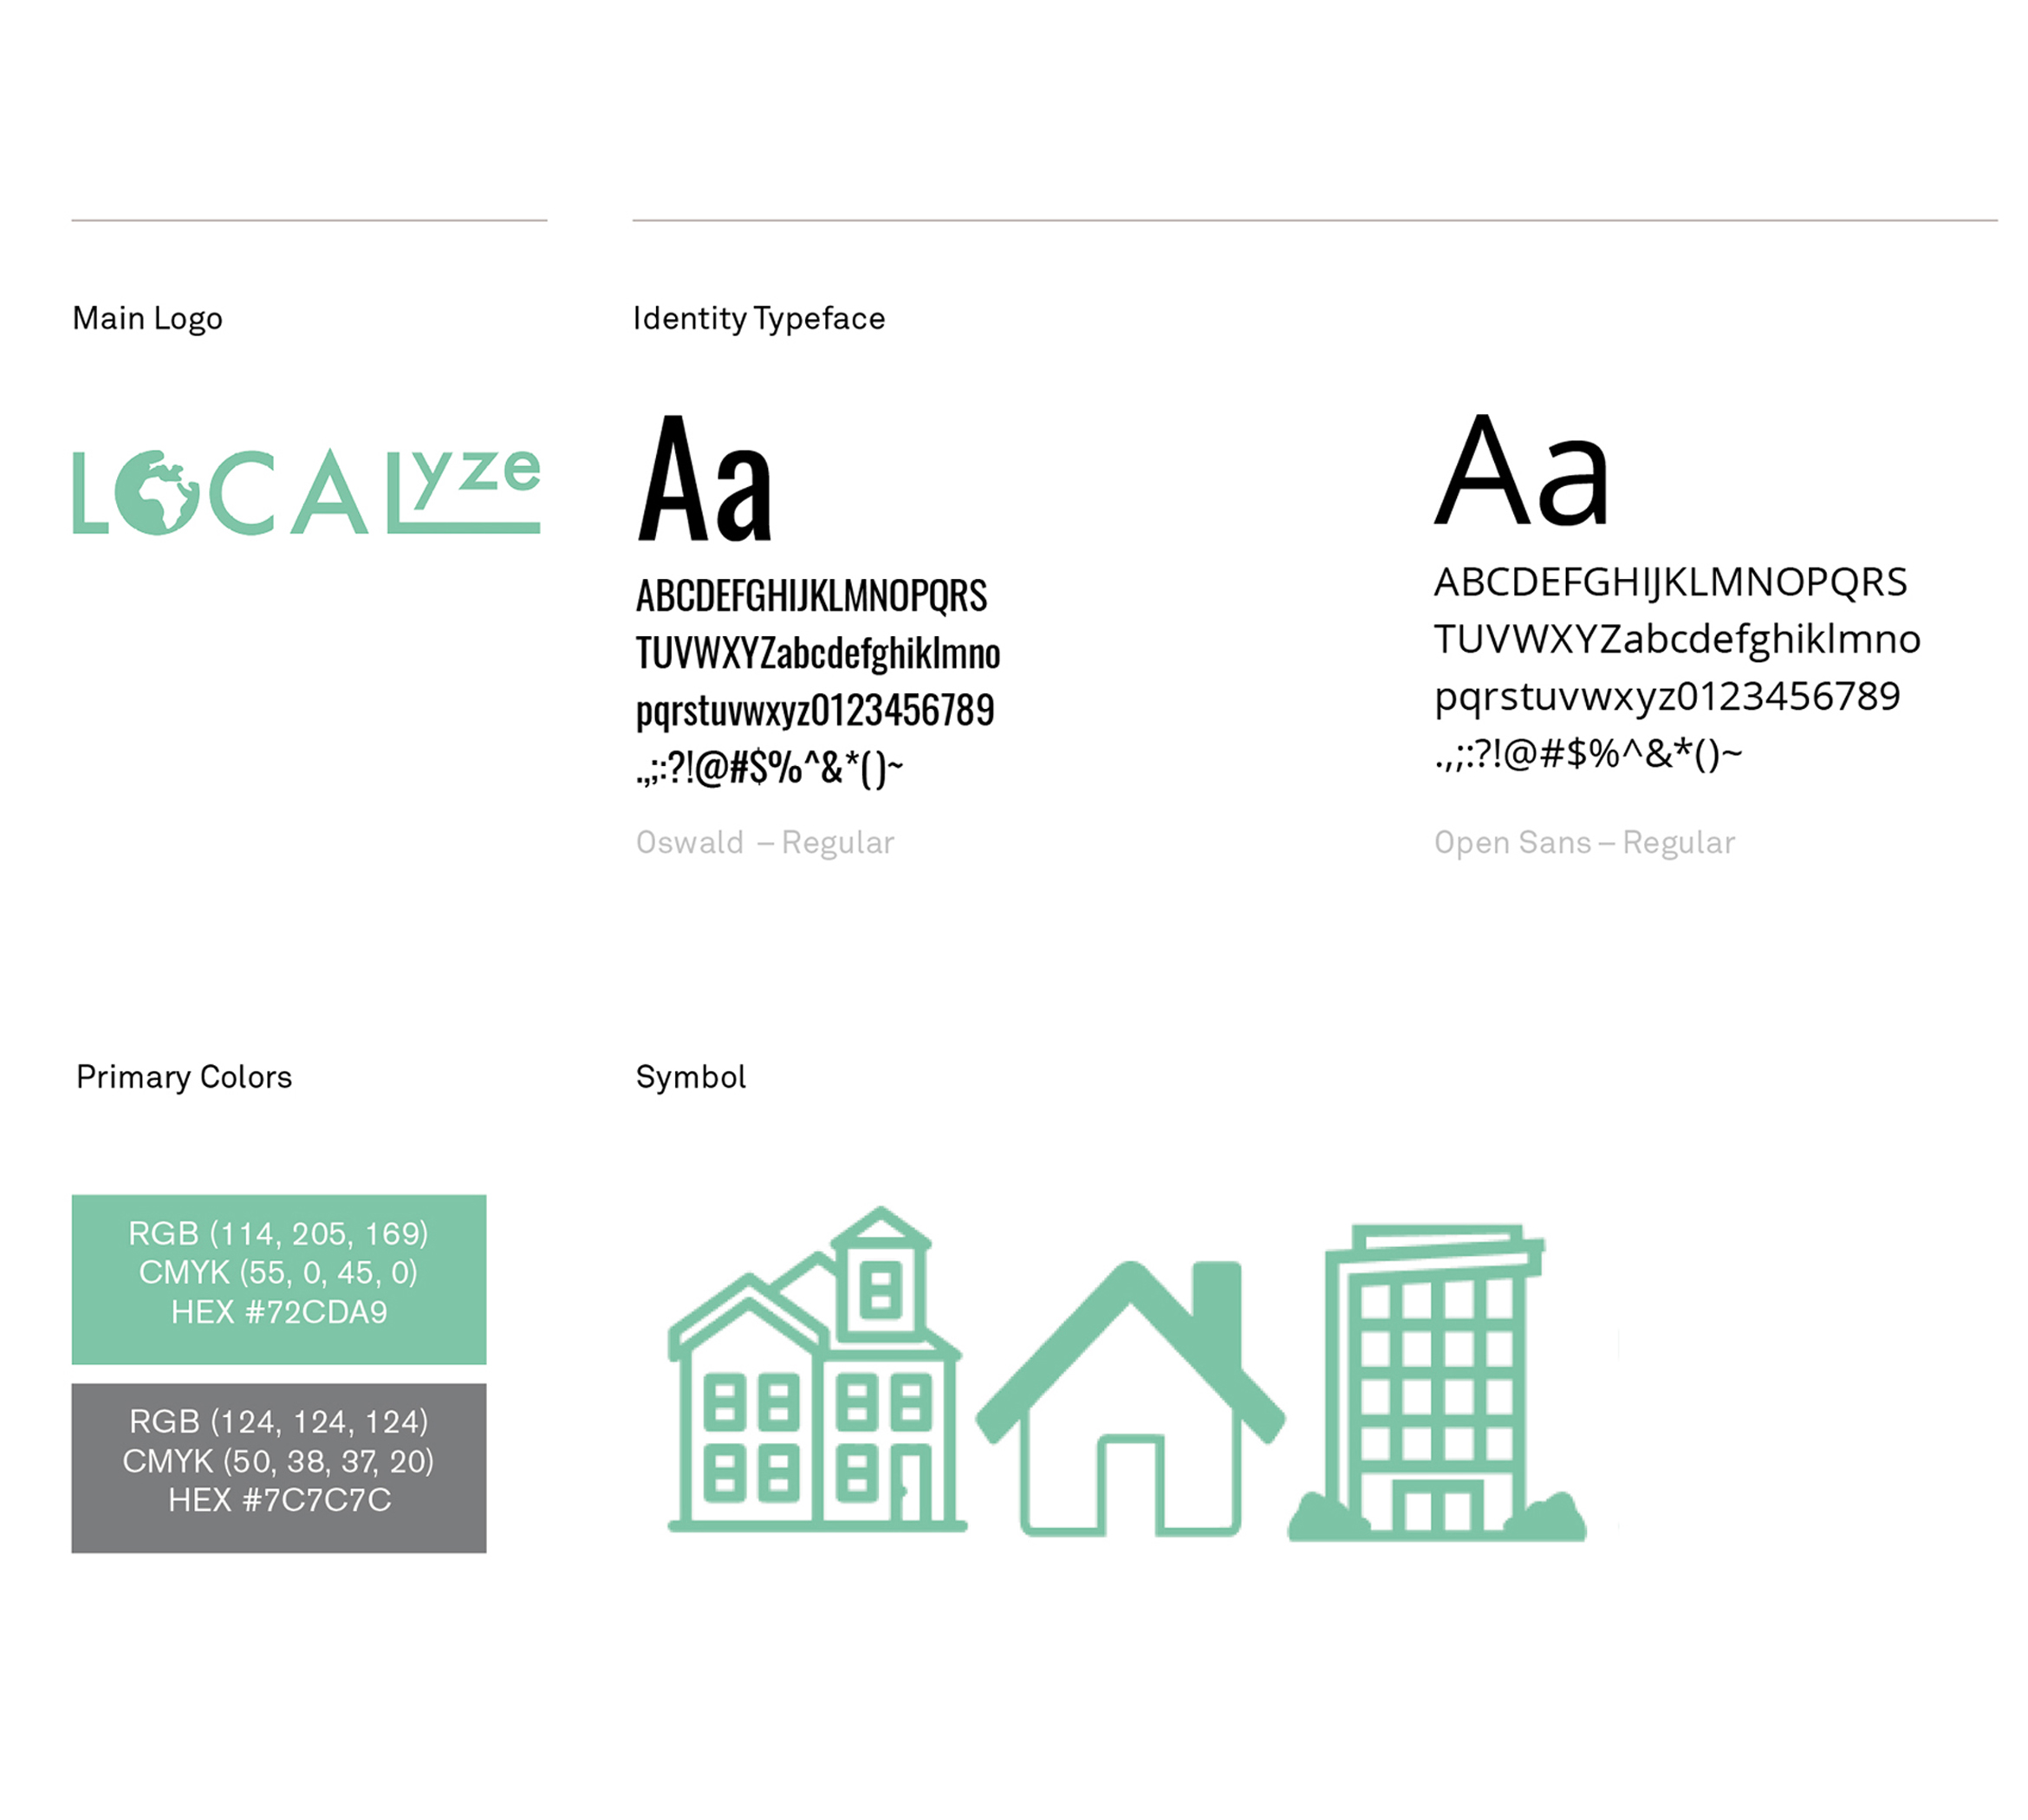 Main Logo
LOCALyze
Identity Typeface
Aa
ABCDEFGHIJKLMNOPQRS
TUVWXYZabcdefghiklmno
pqrstuvwxyz0123456789
.,;:?!@#$%^&*()~
Oswald – Regular
Aa
ABCDEFGHIJKLMNOPQRS
TUVWXYZabcdefghiklmno
pqrstuvwxyz0123456789
.,;:?!@#$%^&*()~
Open Sans – Regular
Primary Colors
RGB (114, 205, 169)
CMYK (55, 0, 45, 0)
HEX #72CDA9
RGB (124, 124, 124)
CMYK (50, 38, 37, 20)
HEX #7C7C7C
Symbol